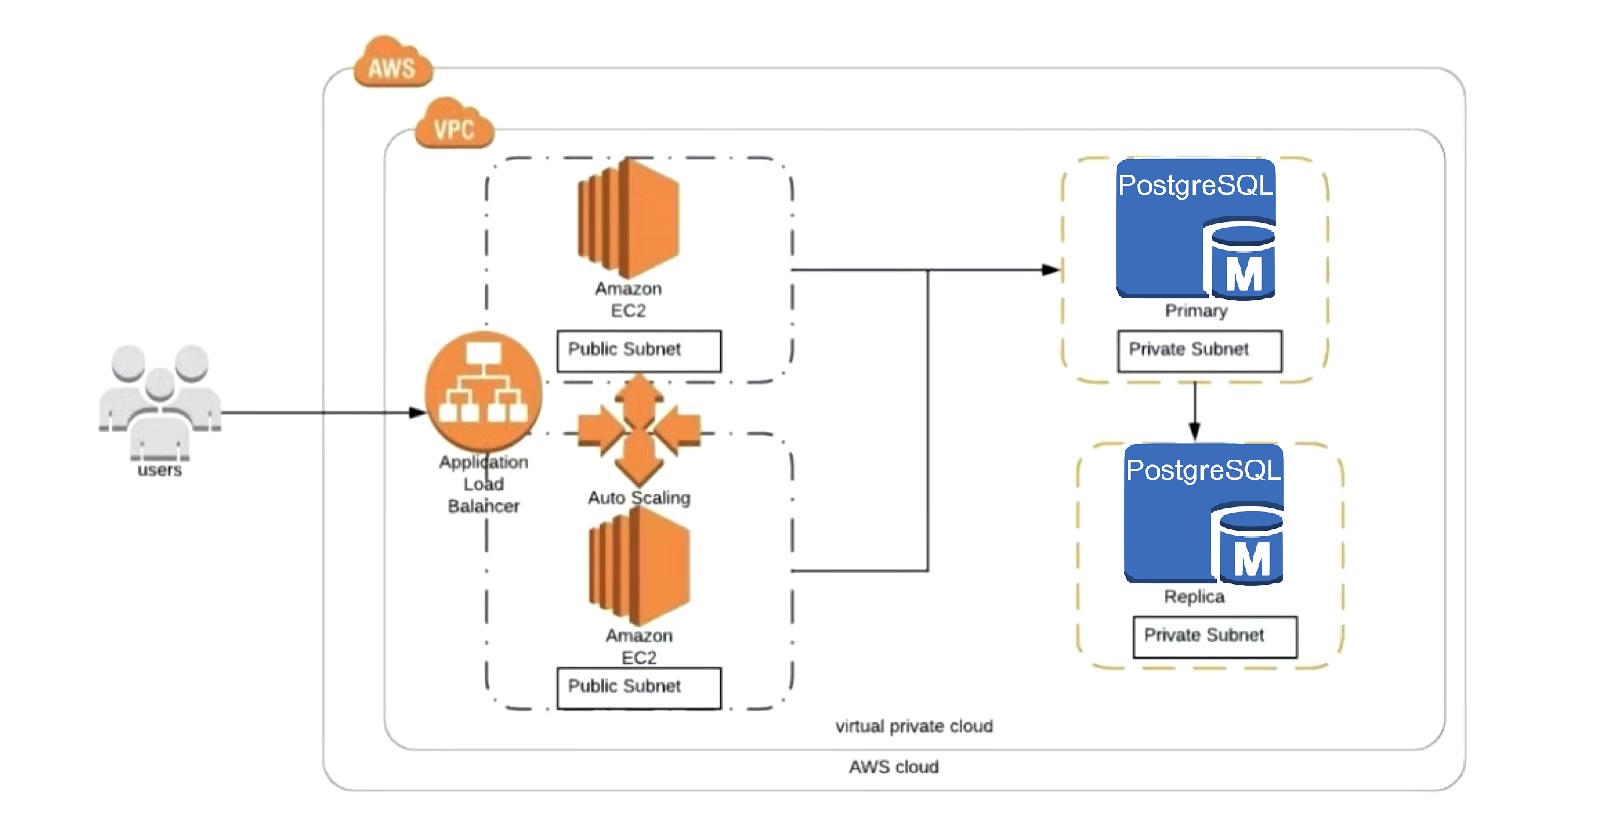 AWS
VPC
Amazon
EC2
Public Subnet
PostgreSQL
M
Primary
Private Subnet
users
Application
Load
Balancer
Auto Scaling
Amazon
EC2
Public Subnet
PostgreSQL
M
Replica
Private Subnet
virtual private cloud
AWS cloud